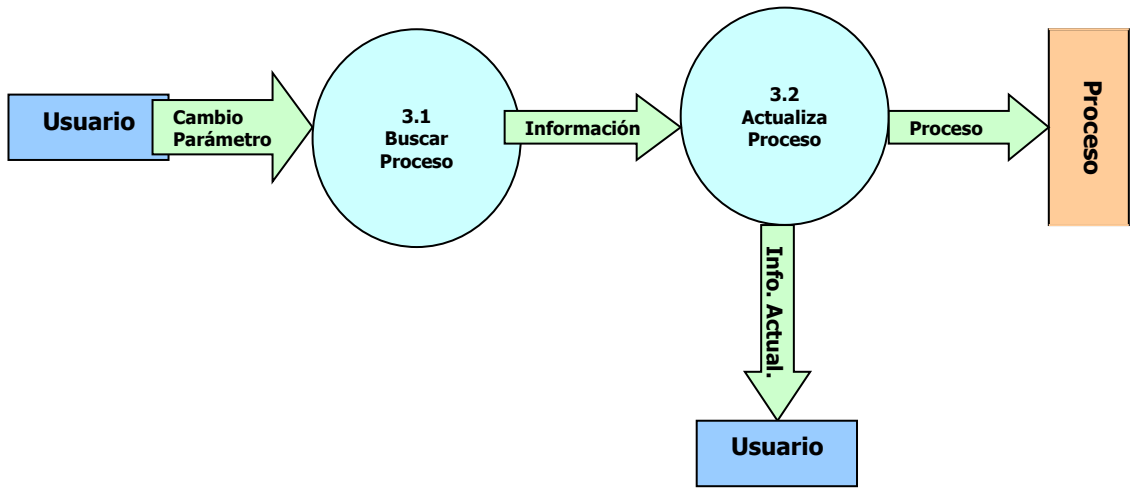 Usuario
Cambio
Parámetro
3.1
Buscar
Proceso
Información
3.2
Actualiza
Proceso
Proceso
Proceso
Info. Actual.
Usuario